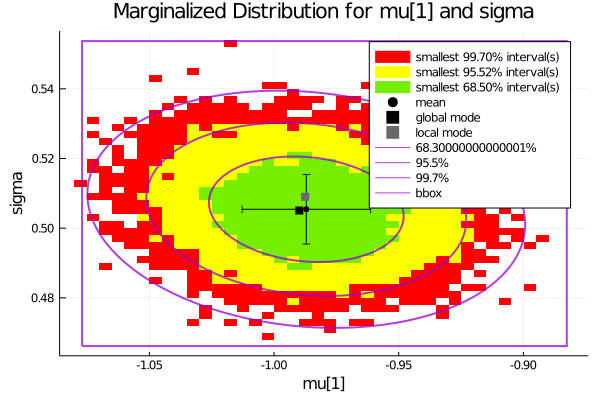 Marginalized Distribution for mu[1] and sigma
smallest 99.70% interval(s)
smallest 95.52% interval(s)
smallest 68.50% interval(s)
mean
global mode
local mode
68.30000000000001%
95.5%
99.7%
bbox
sigma
0.54
0.52
0.50
0.48
-1.05
-1.00
-0.95
-0.90
mu[1]